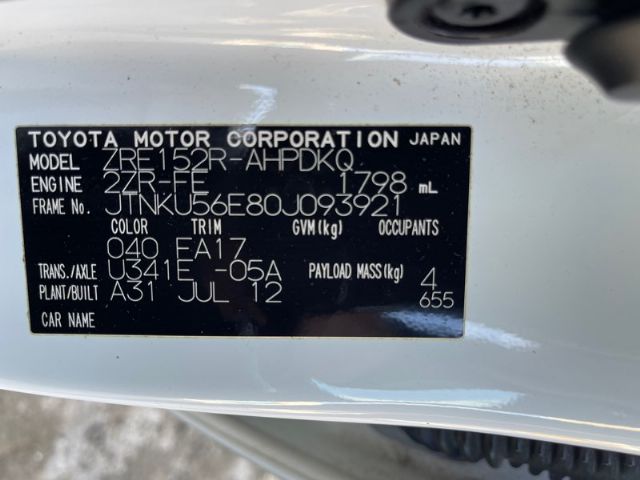 TOYOTA MOTOR CORPORATION JAPAN
MODEL ZRE152R-AHPDKQ
ENGINE 2ZR-FE 1798 mL
FRAME No. JTNKU56E80J093921
COLOR TRIM GVM(kg) OCCUPANTS
040 EA17
TRANS./AXLE U341E -05A PAYLOAD MASS(kg) 4
PLANT/BUILT A31 JUL 12 655
CAR NAME